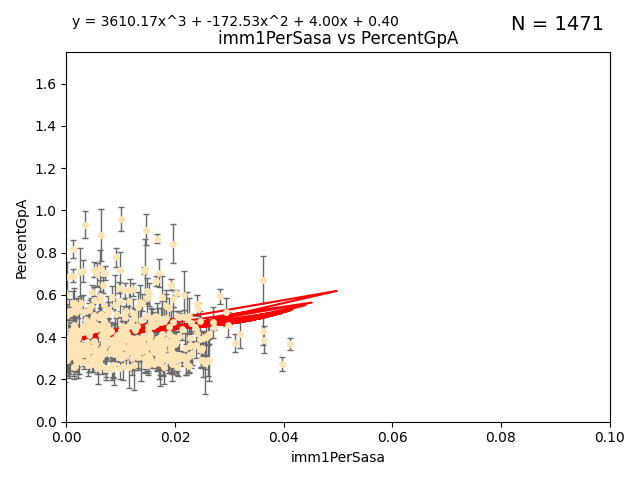 y = 3610.17x^3 + -172.53x^2 + 4.00x + 0.40
N = 1471
imm1PerSasa vs PercentGpA
1.6
1.4
1.2
1.0
0.8
0.6
0.4
0.2
0.0
PercentGpA
0.00 0.02 0.04 0.06 0.08 0.10
imm1PerSasa